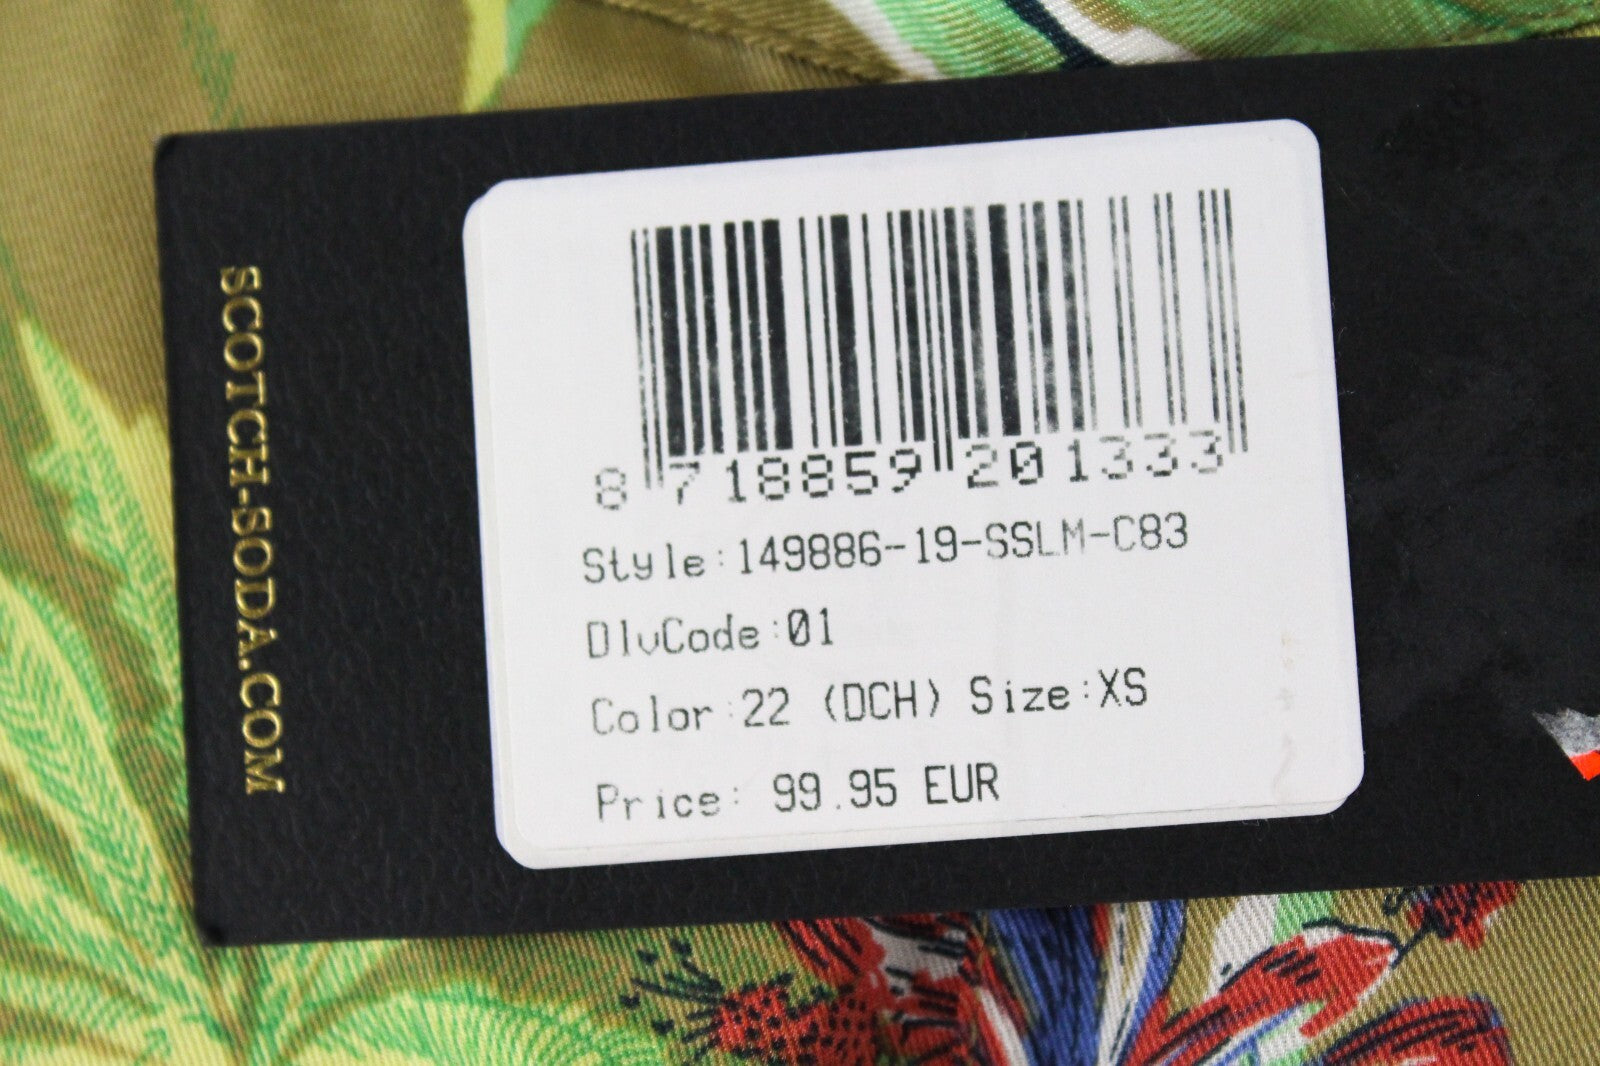 SCOTCH-SODA.COM
8 718859 201333
Style:149886-19-SSLM-C83
DlvCode:01
Color:22 (DCH) Size:XS
Price: 99.95 EUR